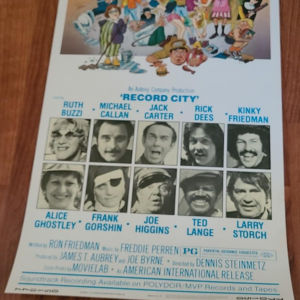 An Aubrey Company Production
'RECORD CITY'
RUTH BUZZI • MICHAEL CALLAN • JACK CARTER • RICK DEES • KINKY FRIEDMAN
ALICE GHOSTLEY • FRANK GORSHIN • JOE HIGGINS • TED LANGE • LARRY STORCH
Written by RON FRIEDMAN Music by FREDDIE PERREN PG PARENTAL GUIDANCE SUGGESTED
Produced by JAMES T. AUBREY and JOE BYRNE Directed by DENNIS STEINMETZ
MOVIELAB An AMERICAN INTERNATIONAL RELEASE
Soundtrack Recording Available on POLYDOR/MVP Records and Tapes